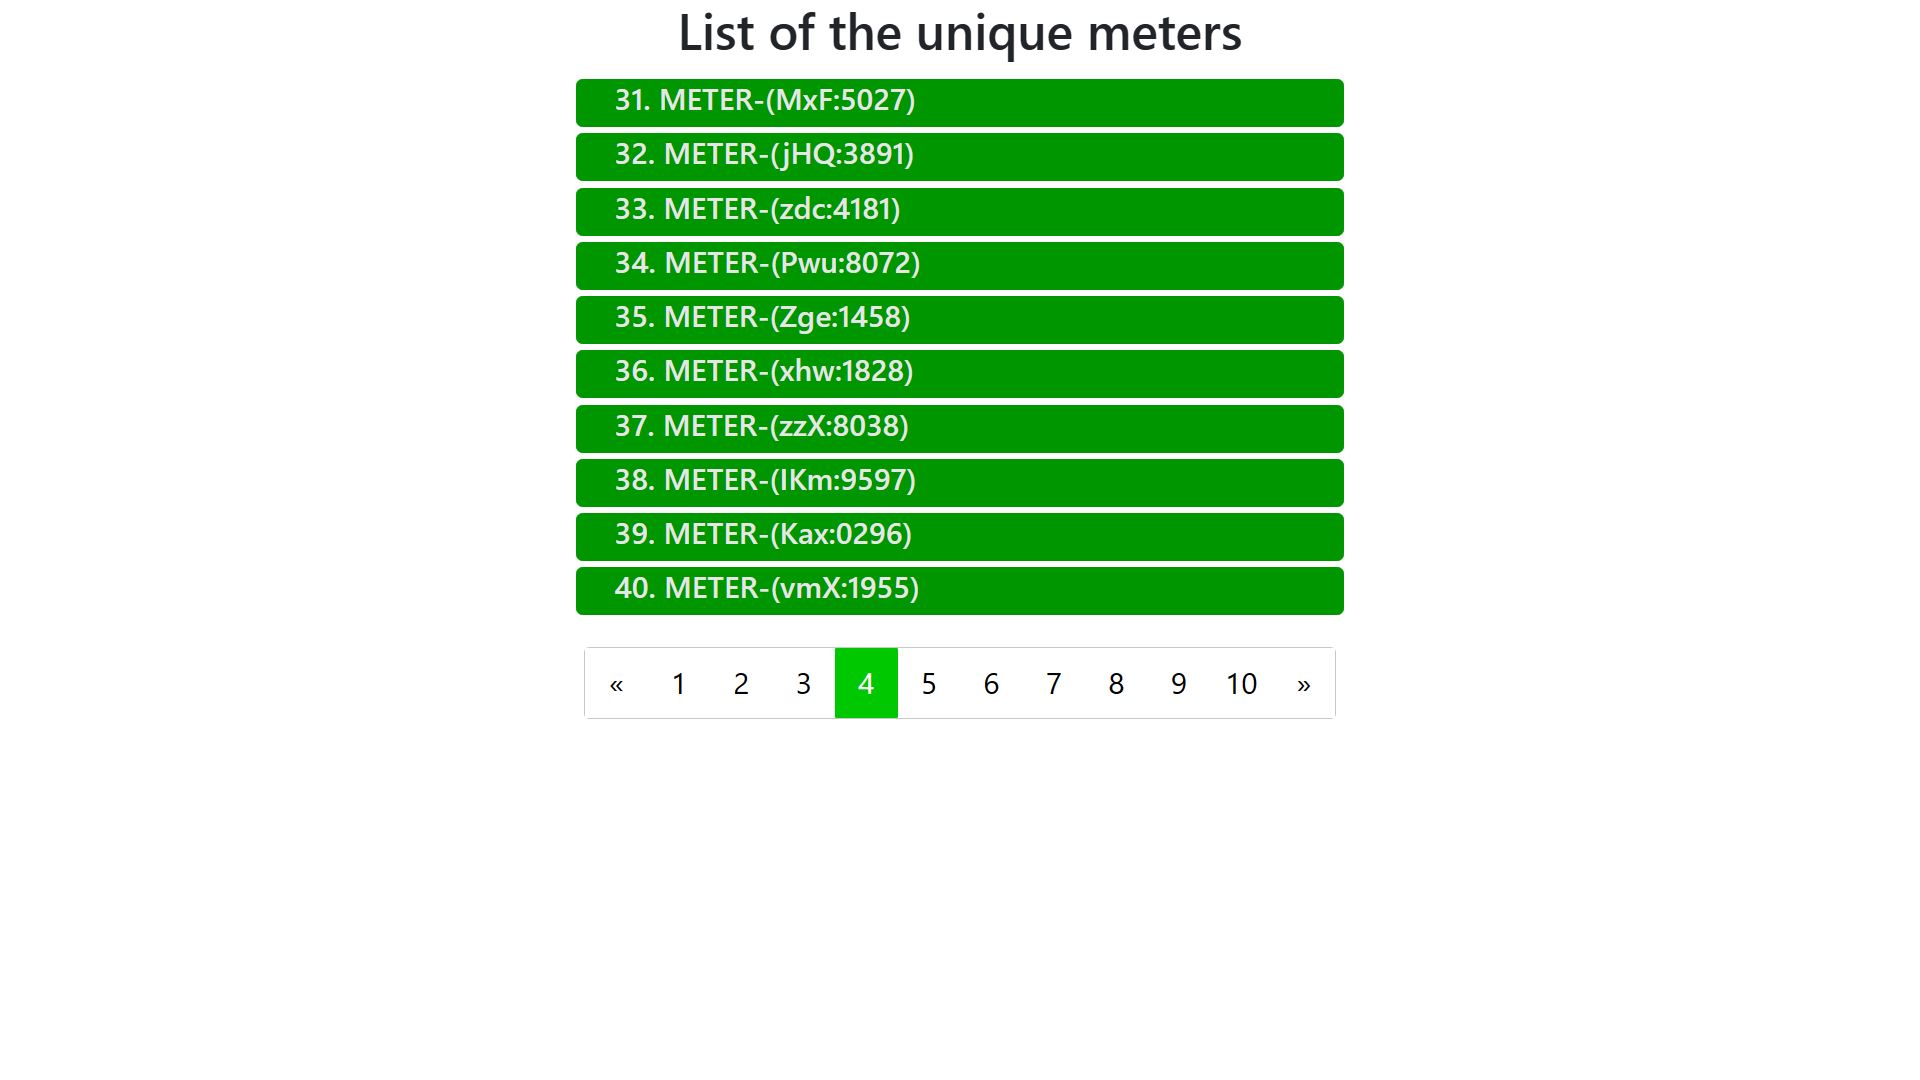 List of the unique meters
31. METER-(MxF:5027)
32. METER-(jHQ:3891)
33. METER-(zdc:4181)
34. METER-(Pwu:8072)
35. METER-(Zge:1458)
36. METER-(xhw:1828)
37. METER-(zzX:8038)
38. METER-(IKm:9597)
39. METER-(Kax:0296)
40. METER-(vmX:1955)
« 1 2 3 4 5 6 7 8 9 10 »